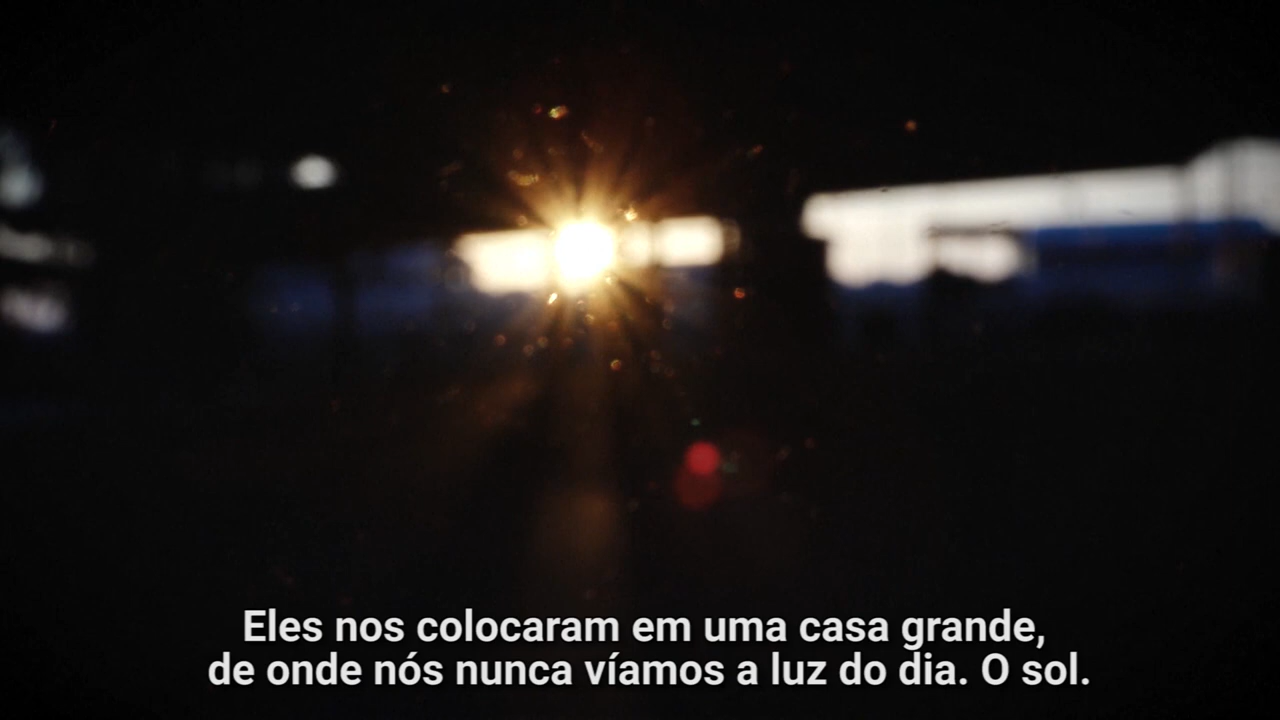 Eles nos colocaram em uma casa grande,
de onde nós nunca víamos a luz do dia. O sol.